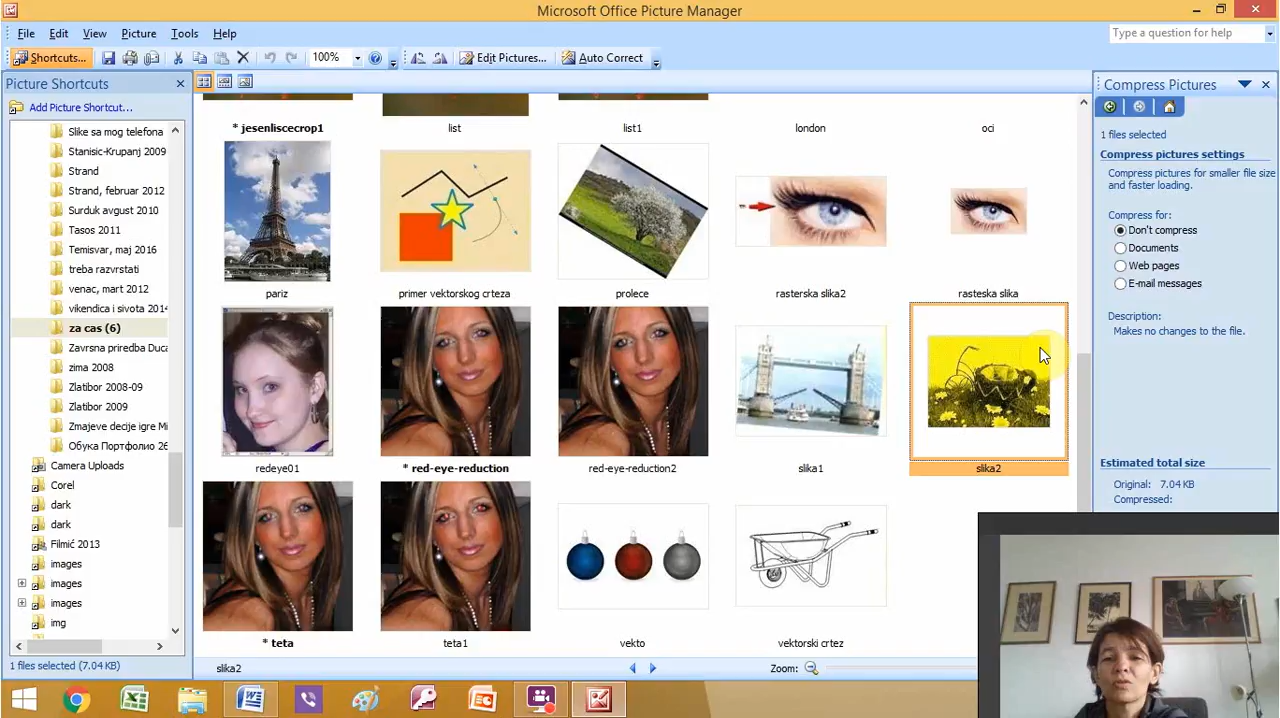 Microsoft Office Picture Manager
File Edit View Picture Tools Help
Type a question for help
Shortcuts... 100% Edit Pictures... Auto Correct
Picture Shortcuts
Add Picture Shortcut...
Slike sa mog telefona
Stanisic-Krupanj 2009
Strand
Strand, februar 2012
Surduk avgust 2010
Tasos 2011
Temisvar, maj 2016
treba razvrstati
venac, mart 2012
vikendica i sivota 2014
za cas (6)
Zavrsna priredba Duca
zima 2008
Zlatibor 2008-09
Zlatibor 2009
Zmajeve decije igre Mi
Обука Портфолио 26
Camera Uploads
Corel
dark
dark
Filmić 2013
images
images
images
img
1 files selected (7.04 KB)
* jesenliscecrop1 list list1 london oci
pariz primer vektorskog crteza prolece rasterska slika2 rasteska slika
redeye01 * red-eye-reduction red-eye-reduction2 slika1 slika2
* teta teta1 vekto vektorski crtez
slika2 Zoom:
Compress Pictures
1 files selected
Compress pictures settings
Compress pictures for smaller file size
and faster loading.
Compress for:
Don't compress
Documents
Web pages
E-mail messages
Description:
Makes no changes to the file.
Estimated total size
Original: 7.04 KB
Compressed: